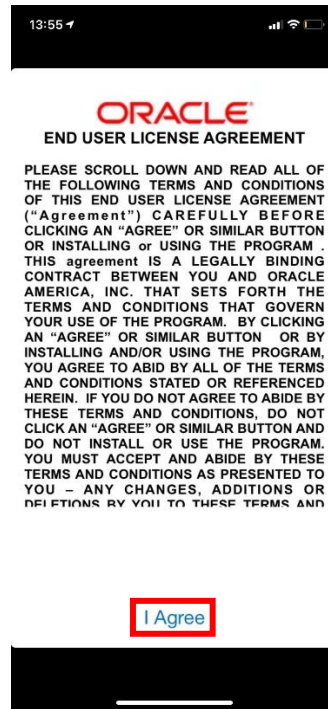 13:55
ORACLE
END USER LICENSE AGREEMENT
PLEASE SCROLL DOWN AND READ ALL OF
THE FOLLOWING TERMS AND CONDITIONS
OF THIS END USER LICENSE AGREEMENT
(“Agreement”) CAREFULLY BEFORE
CLICKING AN “AGREE” OR SIMILAR BUTTON
OR INSTALLING or USING THE PROGRAM .
THIS agreement IS A LEGALLY BINDING
CONTRACT BETWEEN YOU AND ORACLE
AMERICA, INC. THAT SETS FORTH THE
TERMS AND CONDITIONS THAT GOVERN
YOUR USE OF THE PROGRAM. BY CLICKING
AN “AGREE” OR SIMILAR BUTTON OR BY
INSTALLING AND/OR USING THE PROGRAM,
YOU AGREE TO ABID BY ALL OF THE TERMS
AND CONDITIONS STATED OR REFERENCED
HEREIN. IF YOU DO NOT AGREE TO ABIDE BY
THESE TERMS AND CONDITIONS, DO NOT
CLICK AN “AGREE” OR SIMILAR BUTTON AND
DO NOT INSTALL OR USE THE PROGRAM.
YOU MUST ACCEPT AND ABIDE BY THESE
TERMS AND CONDITIONS AS PRESENTED TO
YOU – ANY CHANGES, ADDITIONS OR
DELETIONS BY YOU TO THESE TERMS AND
I Agree